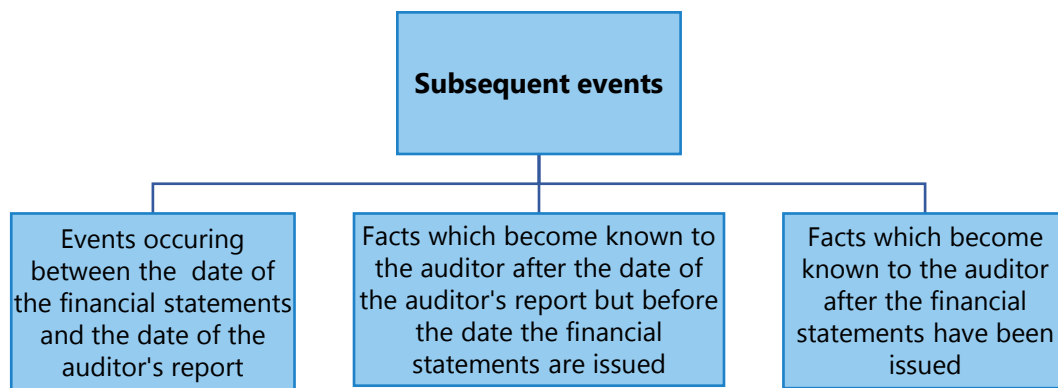 Subsequent events
Events occuring
between the date of
the financial statements
and the date of the
auditor's report
Facts which become known to
the auditor after the date of
the auditor's report but before
the date the financial
statements are issued
Facts which become
known to the auditor
after the financial
statements have been
issued